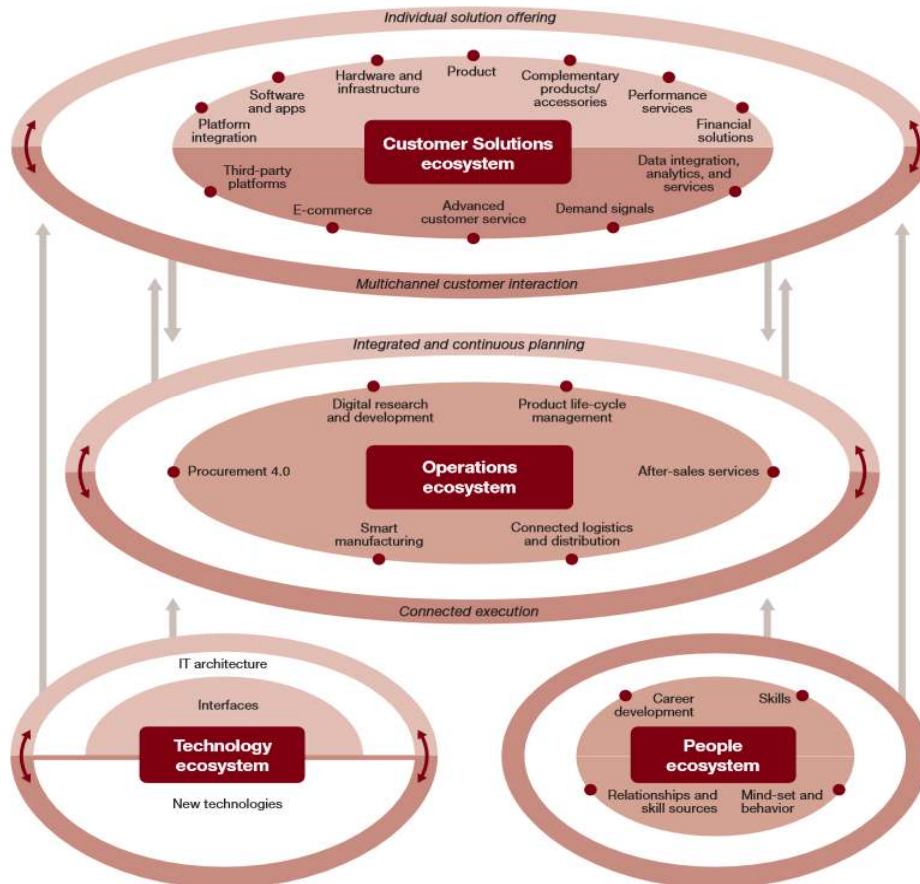 Individual solution offering
Product
Hardware and
infrastructure
Complementary
products/
accessories
Software
and apps
Performance
services
Platform
integration
Financial
solutions
Customer Solutions
ecosystem
Third-party
platforms
Data integration,
analytics, and
services
E-commerce
Advanced
customer service
Demand signals
Multichannel customer interaction
Integrated and continuous planning
Digital research
and development
Product life-cycle
management
Procurement 4.0
Operations
ecosystem
After-sales services
Smart
manufacturing
Connected logistics
and distribution
Connected execution
IT architecture
Interfaces
Technology
ecosystem
New technologies
Career
development
Skills
People
ecosystem
Relationships and
skill sources
Mind-set and
behavior